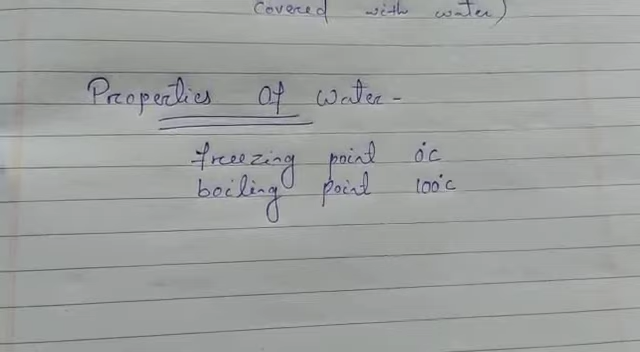 covered with water)
Properties of water-
freezing point 0°c
boiling point 100°c